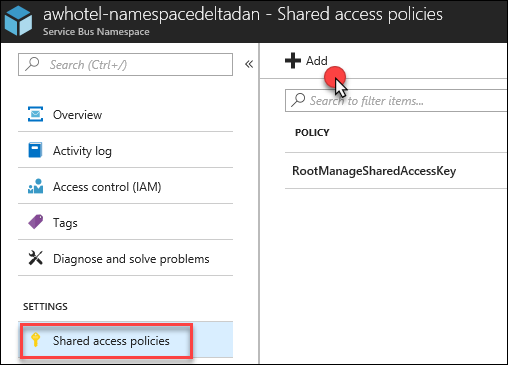 awhotel-namespacedeltadan - Shared access policies
Service Bus Namespace
Search (Ctrl+/)
Overview
Activity log
Access control (IAM)
Tags
Diagnose and solve problems
SETTINGS
Shared access policies
Add
Search to filter items...
POLICY
RootManageSharedAccessKey